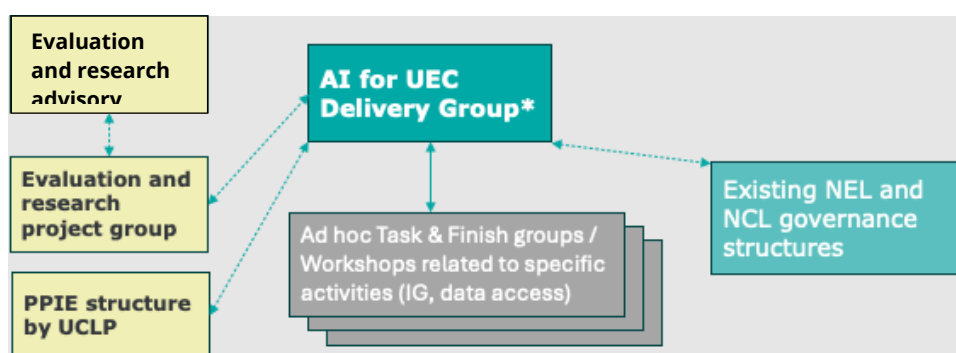 Evaluation
and research
advisory
AI for UEC
Delivery Group*
Evaluation and
research
project group
Existing NEL and
NCL governance
structures
Ad hoc Task & Finish groups /
Workshops related to specific
activities (IG, data access)
PPIE structure
by UCLP